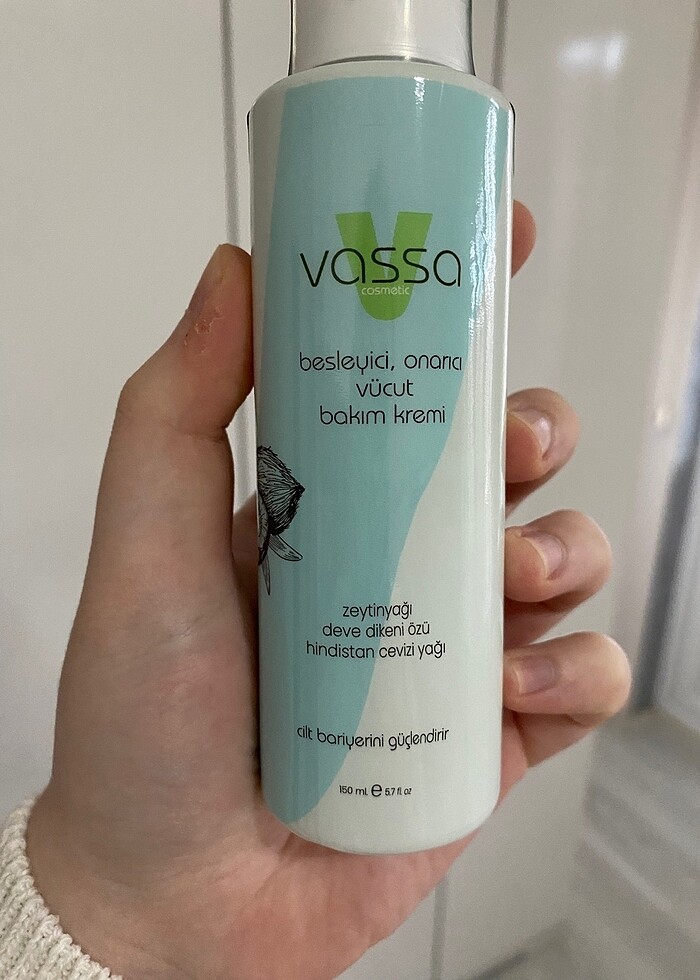 vassa
cosmetic
besleyici, onarıcı
vücut
bakım kremi
zeytinyağı
deve dikeni özü
hindistan cevizi yağı
cilt bariyerini güçlendirir
150 ml. e 5.7 fl oz